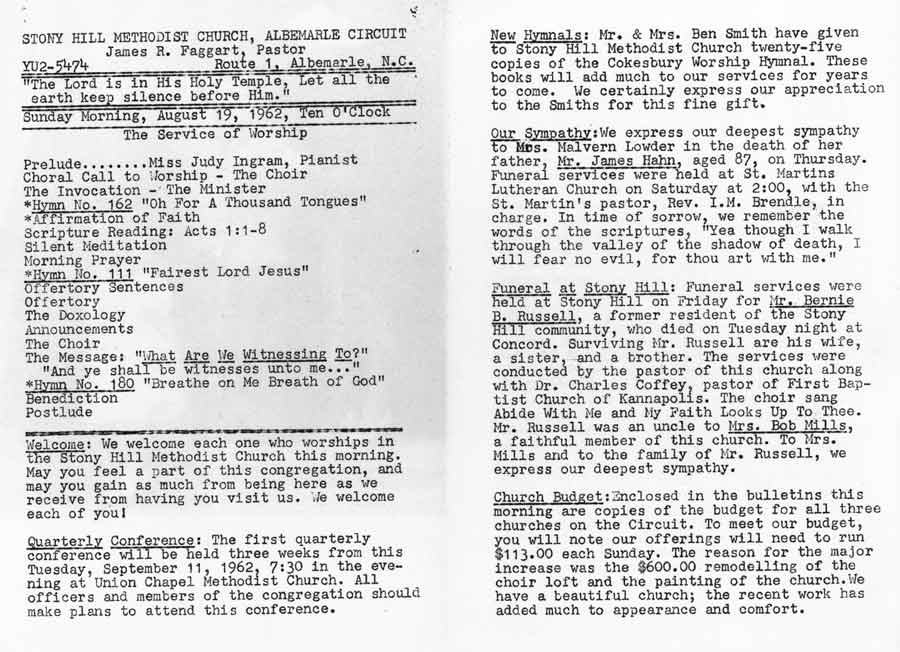 STONY HILL METHODIST CHURCH, ALBEMARLE CIRCUIT
James R. Faggart, Pastor
YU2-5474 Route 1, Albemarle, N.C.
"The Lord is in His Holy Temple, Let all the
earth keep silence before Him."
Sunday Morning, August 19, 1962, Ten O'Clock
The Service of Worship
Prelude........Miss Judy Ingram, Pianist
Choral Call to Worship - The Choir
The Invocation - The Minister
*Hymn No. 162 "Oh For A Thousand Tongues"
*Affirmation of Faith
Scripture Reading: Acts 1:1-8
Silent Meditation
Morning Prayer
*Hymn No. 111 "Fairest Lord Jesus"
Offertory Sentences
Offertory
The Doxology
Announcements
The Choir
The Message: "What Are We Witnessing To?"
"And ye shall be witnesses unto me..."
*Hymn No. 180 "Breathe on Me Breath of God"
Benediction
Postlude
Welcome: We welcome each one who worships in
the Stony Hill Methodist Church this morning.
May you feel a part of this congregation, and
may you gain as much from being here as we
receive from having you visit us. We welcome
each of you!
Quarterly Conference: The first quarterly
conference will be held three weeks from this
Tuesday, September 11, 1962, 7:30 in the eve-
ning at Union Chapel Methodist Church. All
officers and members of the congregation should
make plans to attend this conference.
New Hymnals: Mr. & Mrs. Ben Smith have given
to Stony Hill Methodist Church twenty-five
copies of the Cokesbury Worship Hymnal. These
books will add much to our services for years
to come. We certainly express our appreciation
to the Smiths for this fine gift.
Our Sympathy:We express our deepest sympathy
to Mrs. Malvern Lowder in the death of her
father, Mr. James Hahn, aged 87, on Thursday.
Funeral services were held at St. Martins
Lutheran Church on Saturday at 2:00, with the
St. Martin's pastor, Rev. I.M. Brendle, in
charge. In time of sorrow, we remember the
words of the scriptures, "Yea though I walk
through the valley of the shadow of death, I
will fear no evil, for thou art with me."
Funeral at Stony Hill: Funeral services were
held at Stony Hill on Friday for Mr. Bernie
B. Russell, a former resident of the Stony
Hill community, who died on Tuesday night at
Concord. Surviving Mr. Russell are his wife,
a sister, and a brother. The services were
conducted by the pastor of this church along
with Dr. Charles Coffey, pastor of First Bap-
tist Church of Kannapolis. The choir sang
Abide With Me and My Faith Looks Up To Thee.
Mr. Russell was an uncle to Mrs. Bob Mills,
a faithful member of this church. To Mrs.
Mills and to the family of Mr. Russell, we
express our deepest sympathy.
Church Budget:Enclosed in the bulletins this
morning are copies of the budget for all three
churches on the Circuit. To meet our budget,
you will note our offerings will need to run
$113.00 each Sunday. The reason for the major
increase was the $600.00 remodelling of the
choir loft and the painting of the church.We
have a beautiful church; the recent work has
added much to appearance and comfort.